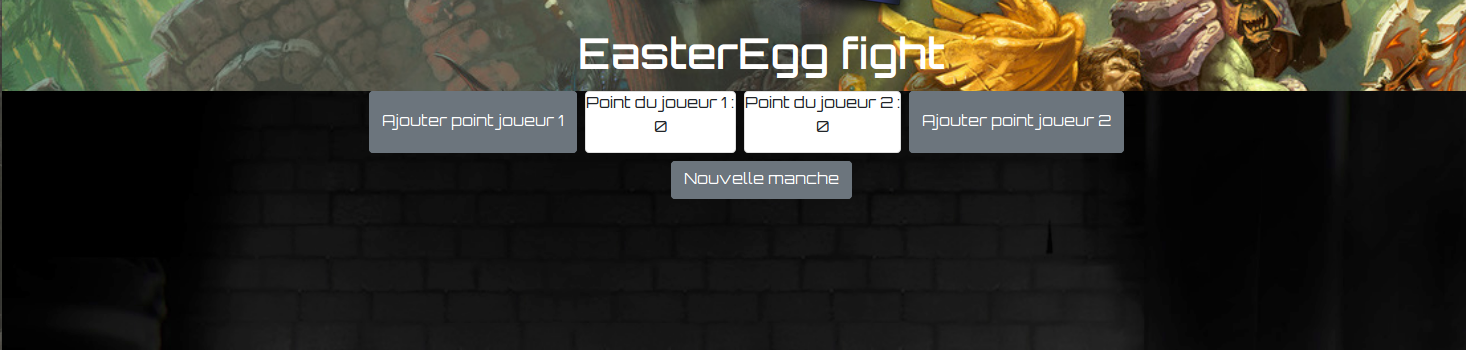 EasterEgg fight
Ajouter point joueur 1
Point du joueur 1 :
0
Point du joueur 2 :
0
Ajouter point joueur 2
Nouvelle manche